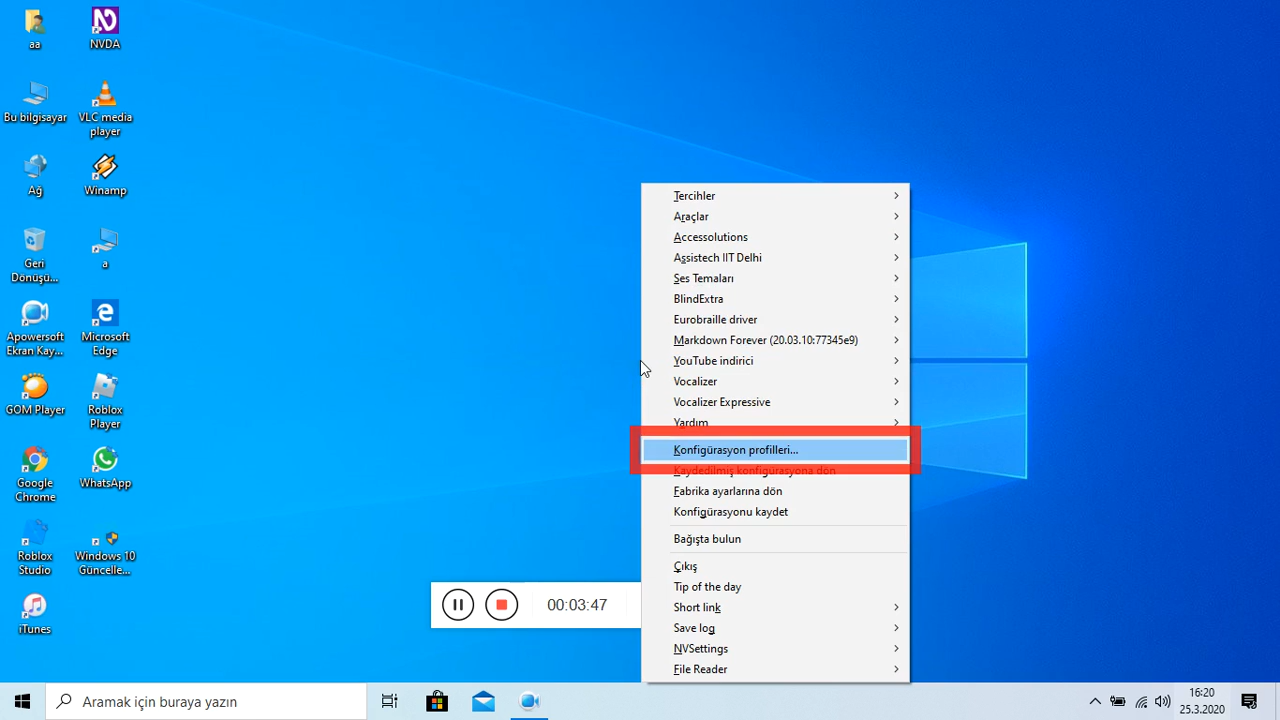 aa
NVDA
Bu bilgisayar
VLC media
player
Ağ
Winamp
Geri
Dönüşü...
a
Apowersoft
Ekran Kay...
Microsoft
Edge
GOM Player
Roblox
Player
Google
Chrome
WhatsApp
Roblox
Studio
Windows 10
Güncelle...
iTunes
Tercihler
Araçlar
Accessolutions
Assistech IIT Delhi
Ses Temaları
BlindExtra
Eurobraille driver
Markdown Forever (20.03.10:77345e9)
YouTube indirici
Vocalizer
Vocalizer Expressive
Yardım
Konfigürasyon profilleri...
Kaydedilmiş konfigürasyona dön
Fabrika ayarlarına dön
Konfigürasyonu kaydet
Bağışta bulun
Çıkış
Tip of the day
Short link
Save log
NVSettings
File Reader
00:03:47
Aramak için buraya yazın
16:20
25.3.2020